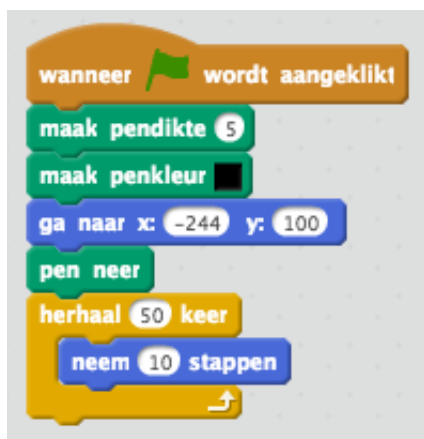 wanneer wordt aangeklikt
maak pendikte 5
maak penkleur
ga naar x: -244 y: 100
pen neer
herhaal 50 keer
neem 10 stappen